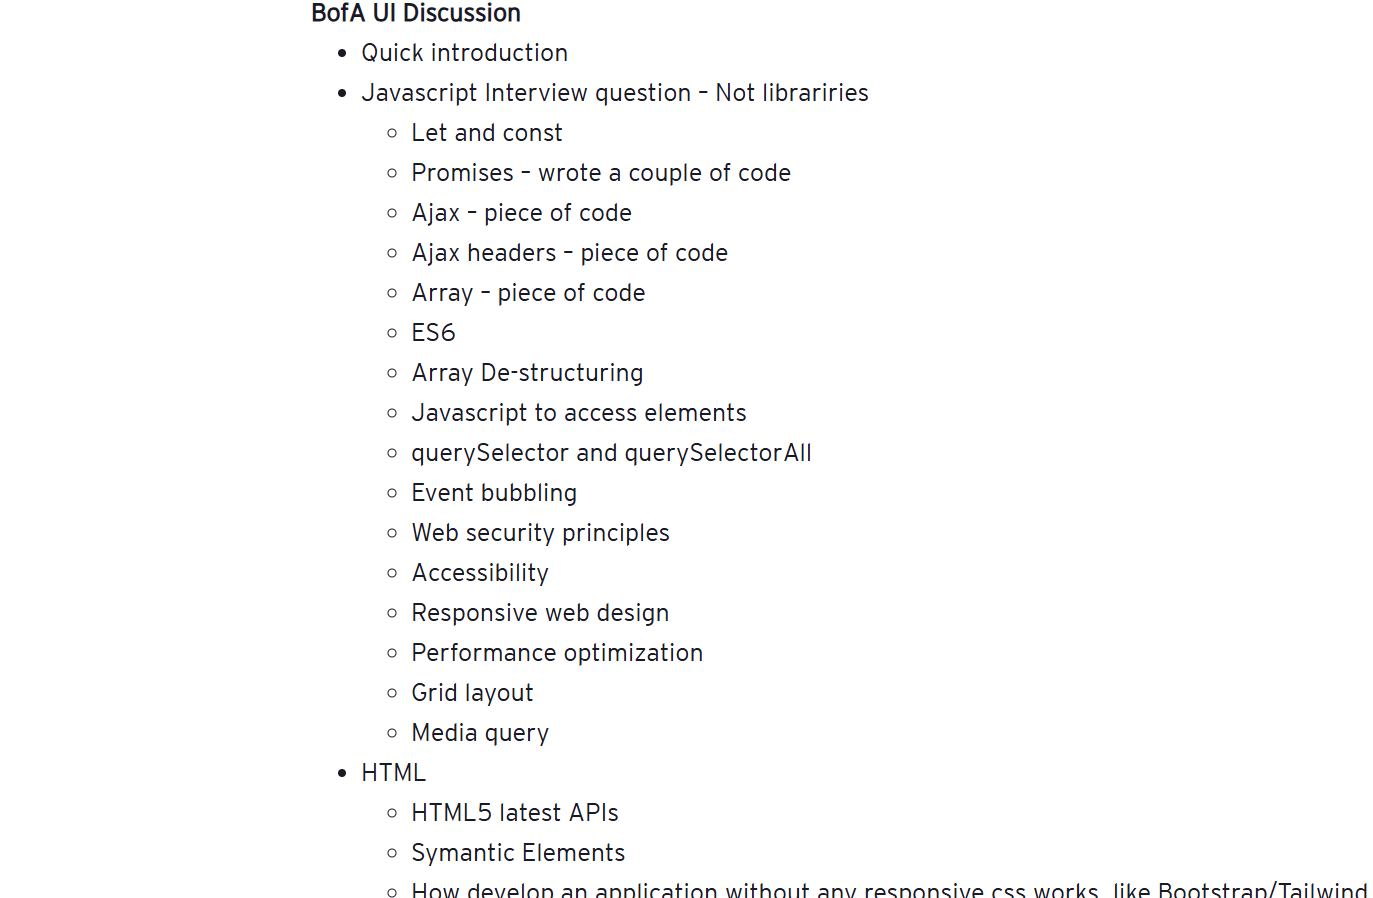 BofA UI Discussion
Quick introduction
Javascript Interview question – Not librariries
Let and const
Promises – wrote a couple of code
Ajax – piece of code
Ajax headers – piece of code
Array – piece of code
ES6
Array De-structuring
Javascript to access elements
querySelector and querySelectorAll
Event bubbling
Web security principles
Accessibility
Responsive web design
Performance optimization
Grid layout
Media query
HTML
HTML5 latest APIs
Symantic Elements
How develop an application without any responsive css works, like Bootstrap/Tailwind